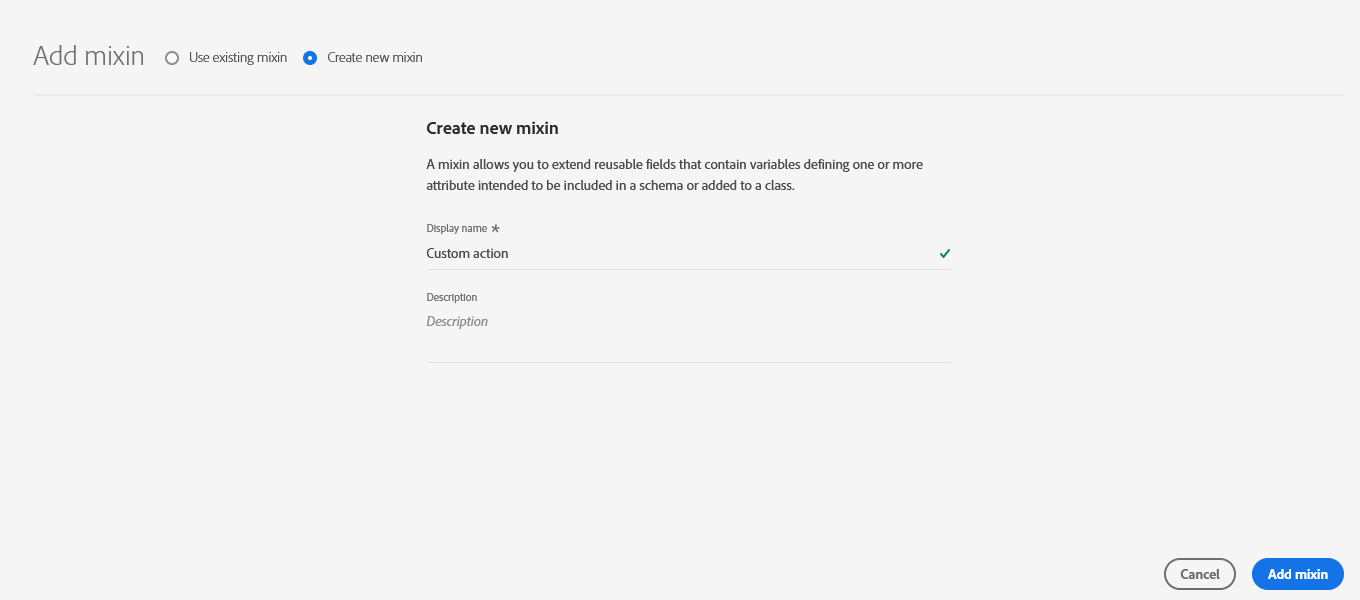 Add mixin
Use existing mixin
Create new mixin
Create new mixin
A mixin allows you to extend reusable fields that contain variables defining one or more
attribute intended to be included in a schema or added to a class.
Display name *
Custom action
Description
Description
Cancel
Add mixin